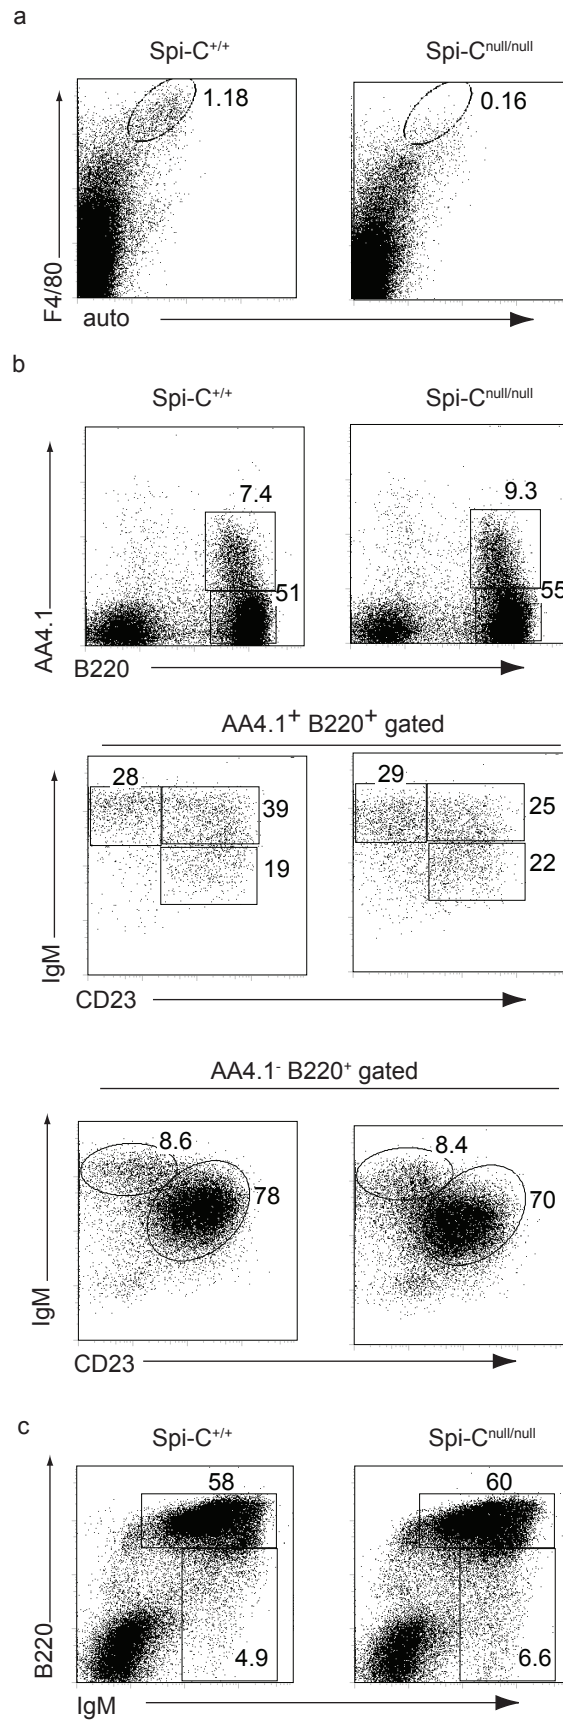 a
Spi-C+/+ Spi-Cnull/null
1.18 0.16
F4/80
auto
b
Spi-C+/+ Spi-Cnull/null
7.4 9.3
51 55
AA4.1
B220
AA4.1+ B220+ gated
28 29
39 25
19 22
IgM
CD23
AA4.1- B220+ gated
8.6 8.4
78 70
IgM
CD23
c
Spi-C+/+ Spi-Cnull/null
58 60
4.9 6.6
B220
IgM